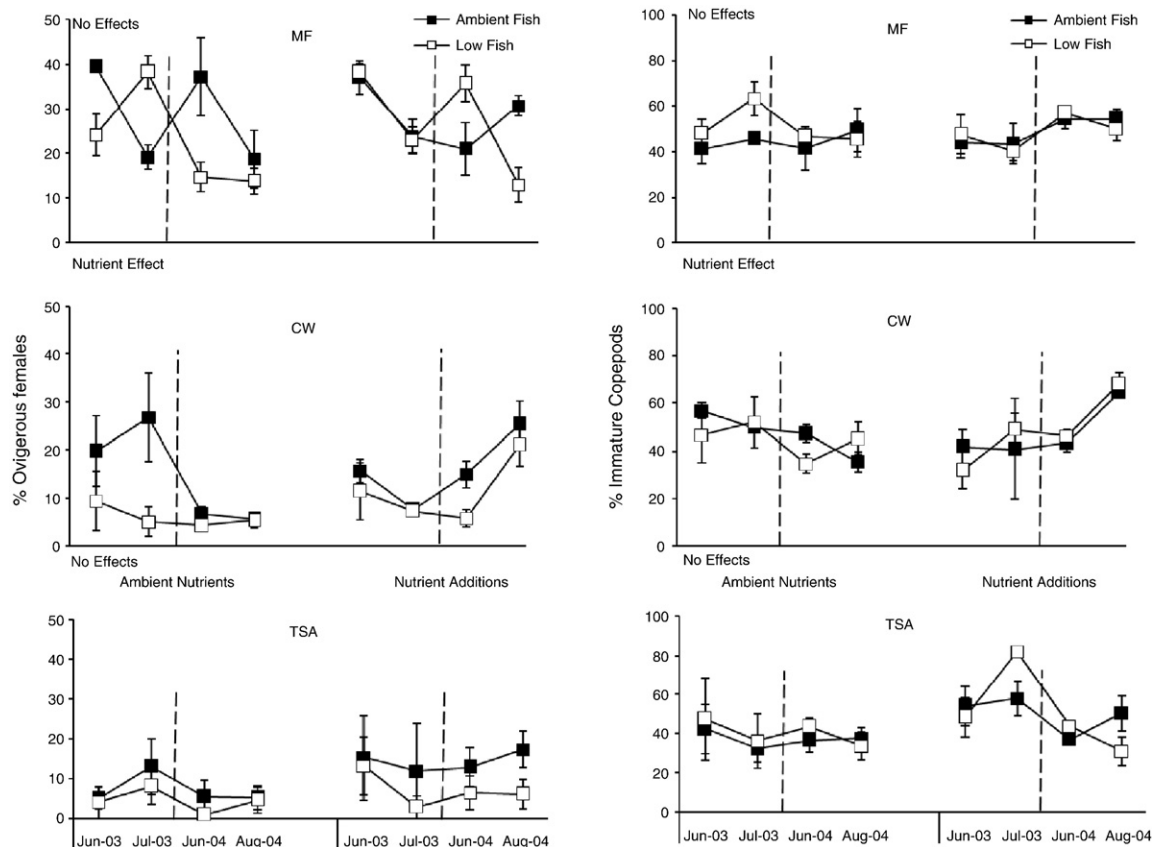 No Effects
MF
Ambient Fish
Low Fish
50
40
30
20
10
0
Nutrient Effect
% Ovigerous females
CW
50
40
30
20
10
0
No Effects
Ambient Nutrients
Nutrient Additions
TSA
50
40
30
20
10
0
Jun-03 Jul-03 Jun-04 Aug-04 Jun-03 Jul-03 Jun-04 Aug-04
No Effects
MF
Ambient Fish
Low Fish
100
80
60
40
20
0
Nutrient Effect
% Immature Copepods
CW
100
80
60
40
20
0
No Effects
Ambient Nutrients
Nutrient Additions
TSA
100
80
60
40
20
0
Jun-03 Jul-03 Jun-04 Aug-04 Jun-03 Jul-03 Jun-04 Aug-04